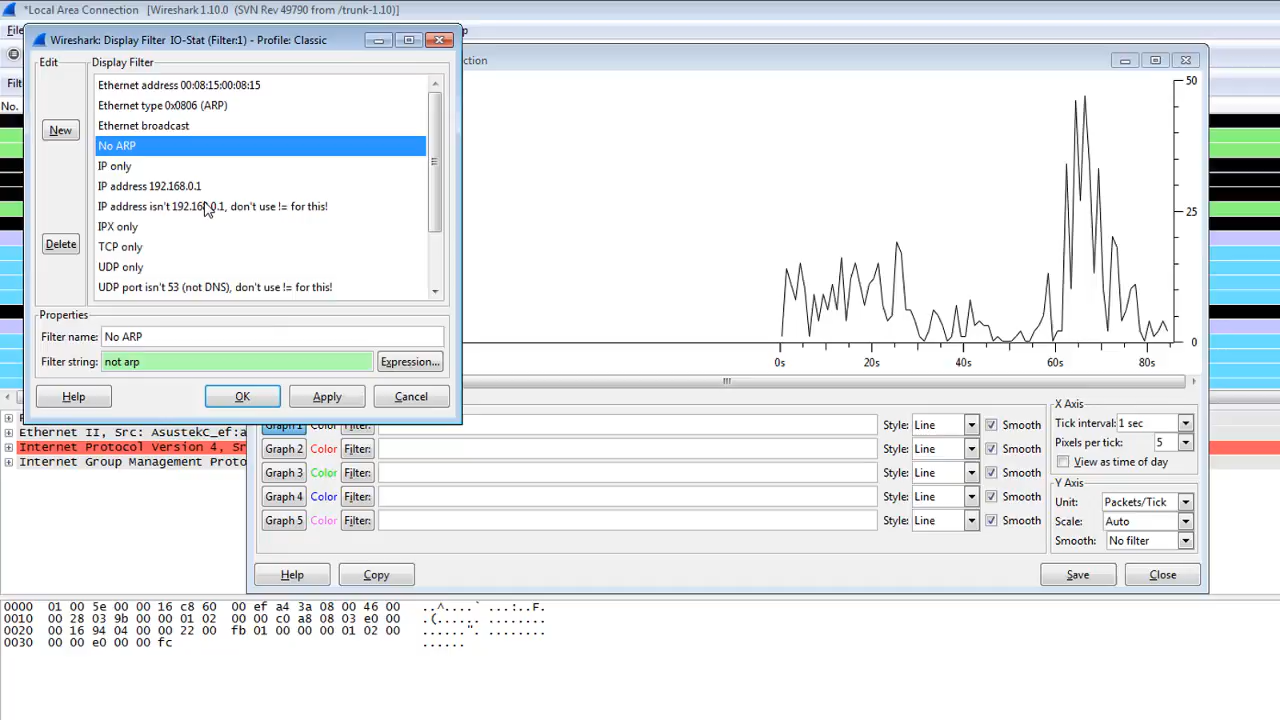 *Local Area Connection [Wireshark 1.10.0 (SVN Rev 49790 from /trunk-1.10)]
Wireshark: Display Filter IO-Stat (Filter:1) - Profile: Classic
Edit
Display Filter
New
Delete
Ethernet address 00:08:15:00:08:15
Ethernet type 0x0806 (ARP)
Ethernet broadcast
No ARP
IP only
IP address 192.168.0.1
IP address isn't 192.168.0.1, don't use != for this!
IPX only
TCP only
UDP only
UDP port isn't 53 (not DNS), don't use != for this!
Properties
Filter name: No ARP
Filter string: not arp Expression...
Help OK Apply Cancel
No.
50
25
0
0s 20s 40s 60s 80s
Graph 1 Color Filter: Style: Line Smooth
Graph 2 Color Filter: Style: Line Smooth
Graph 3 Color Filter: Style: Line Smooth
Graph 4 Color Filter: Style: Line Smooth
Graph 5 Color Filter: Style: Line Smooth
X Axis
Tick interval: 1 sec
Pixels per tick: 5
View as time of day
Y Axis
Unit: Packets/Tick
Scale: Auto
Smooth: No filter
Help Copy Save Close
Ethernet II, Src: AsustekC_ef:a
Internet Protocol Version 4, Sr
Internet Group Management Proto
0000 01 00 5e 00 00 16 c8 60 00 ef a4 3a 08 00 46 00 ..^....` ...:..F.
0010 00 28 03 9b 00 00 01 02 00 00 c0 a8 08 03 e0 00 .(...... ........
0020 00 16 94 04 00 00 22 00 fb 01 00 00 00 01 02 00 ......". ........
0030 00 00 e0 00 00 fc ......